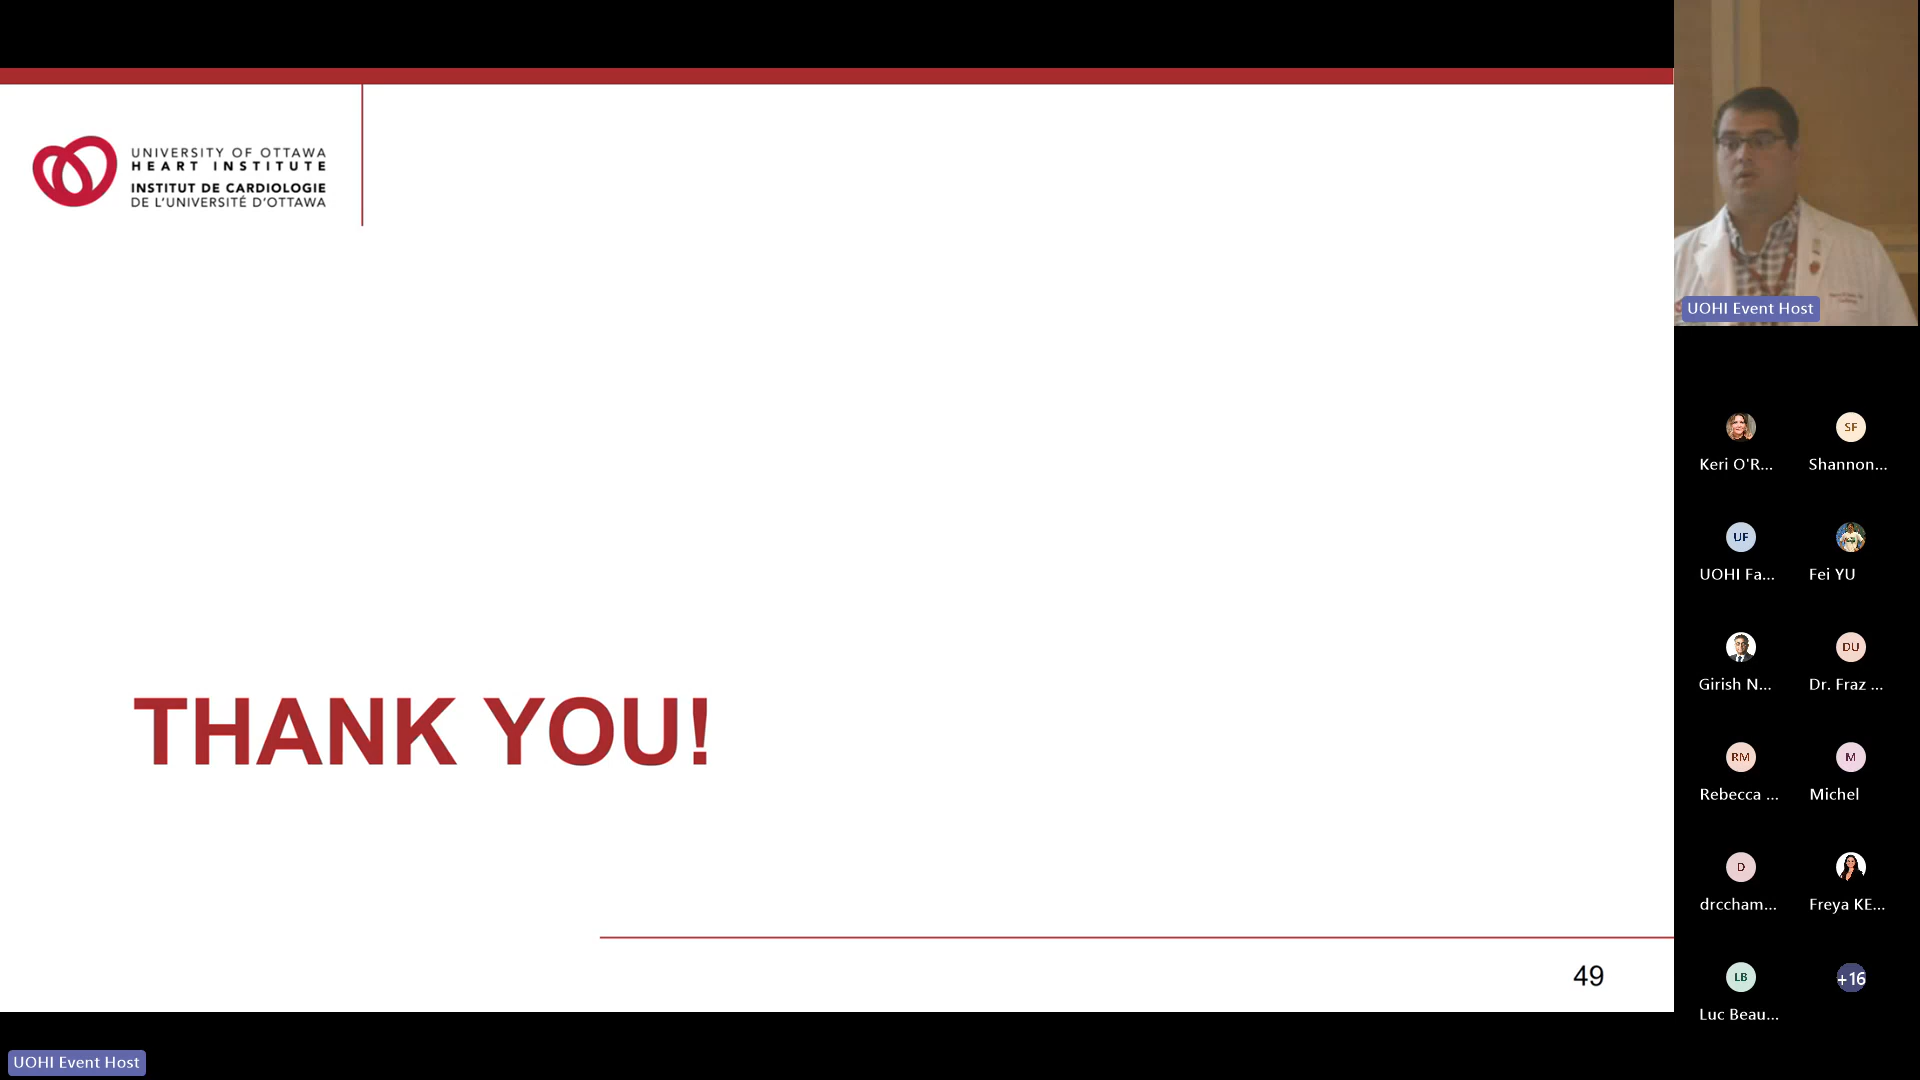 UNIVERSITY OF OTTAWA
HEART INSTITUTE
INSTITUT DE CARDIOLOGIE
DE L'UNIVERSITÉ D'OTTAWA
THANK YOU!
49
UOHI Event Host
UOHI Event Host
Keri O'R...
SF
Shannon...
UF
UOHI Fa...
Fei YU
Girish N...
DU
Dr. Fraz ...
RM
Rebecca ...
M
Michel
D
drccham...
Freya KE...
LB
Luc Beau...
+16